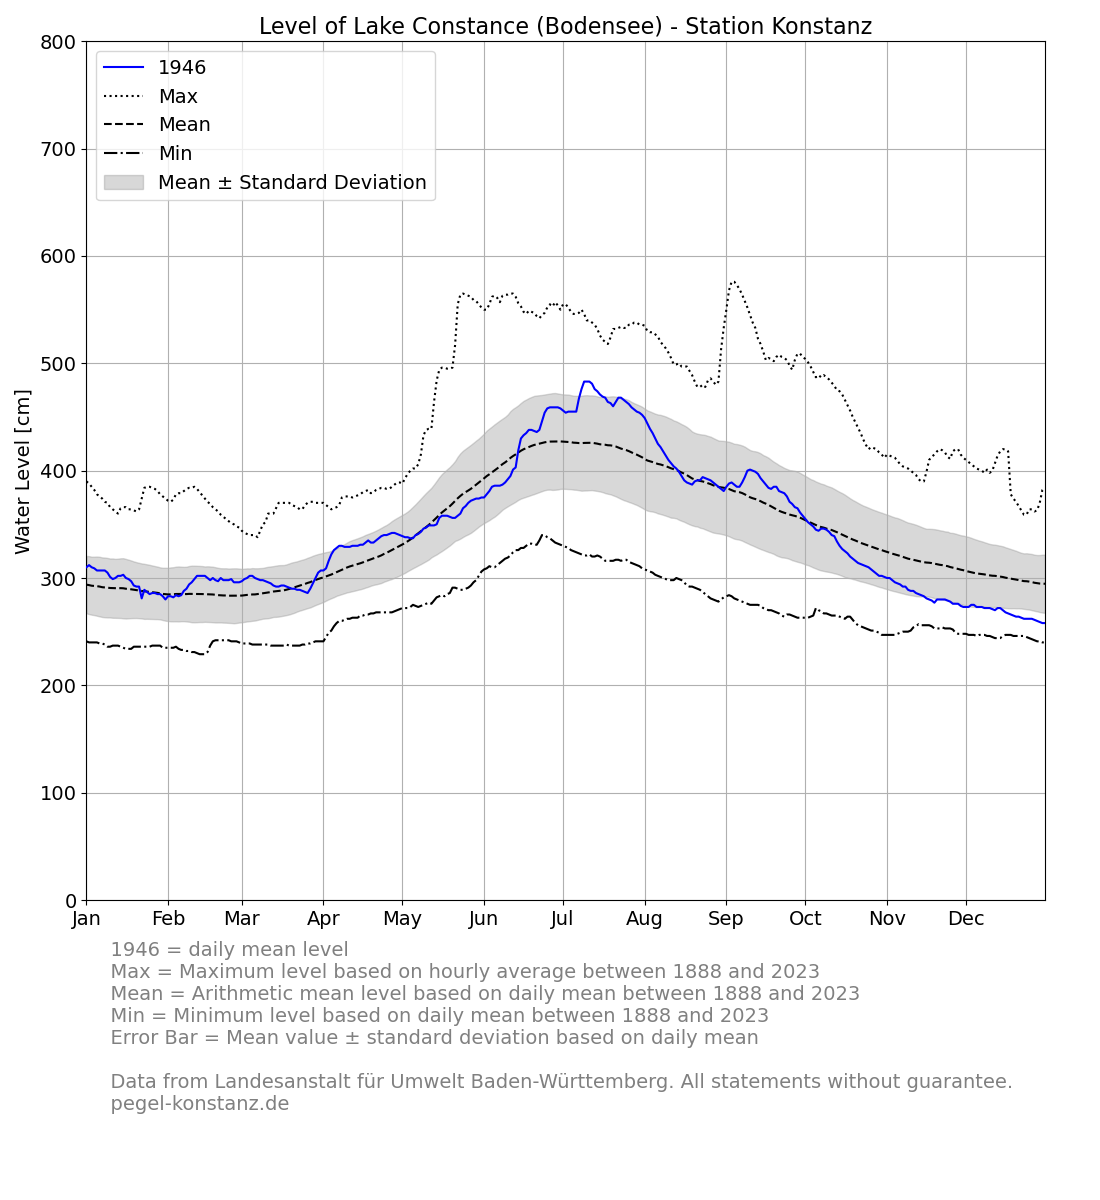 Level of Lake Constance (Bodensee) - Station Konstanz
800
700
600
500
400
300
200
100
0
Water Level [cm]
1946
Max
Mean
Min
Mean ± Standard Deviation
Jan Feb Mar Apr May Jun Jul Aug Sep Oct Nov Dec
1946 = daily mean level
Max = Maximum level based on hourly average between 1888 and 2023
Mean = Arithmetic mean level based on daily mean between 1888 and 2023
Min = Minimum level based on daily mean between 1888 and 2023
Error Bar = Mean value ± standard deviation based on daily mean
Data from Landesanstalt für Umwelt Baden-Württemberg. All statements without guarantee.
pegel-konstanz.de